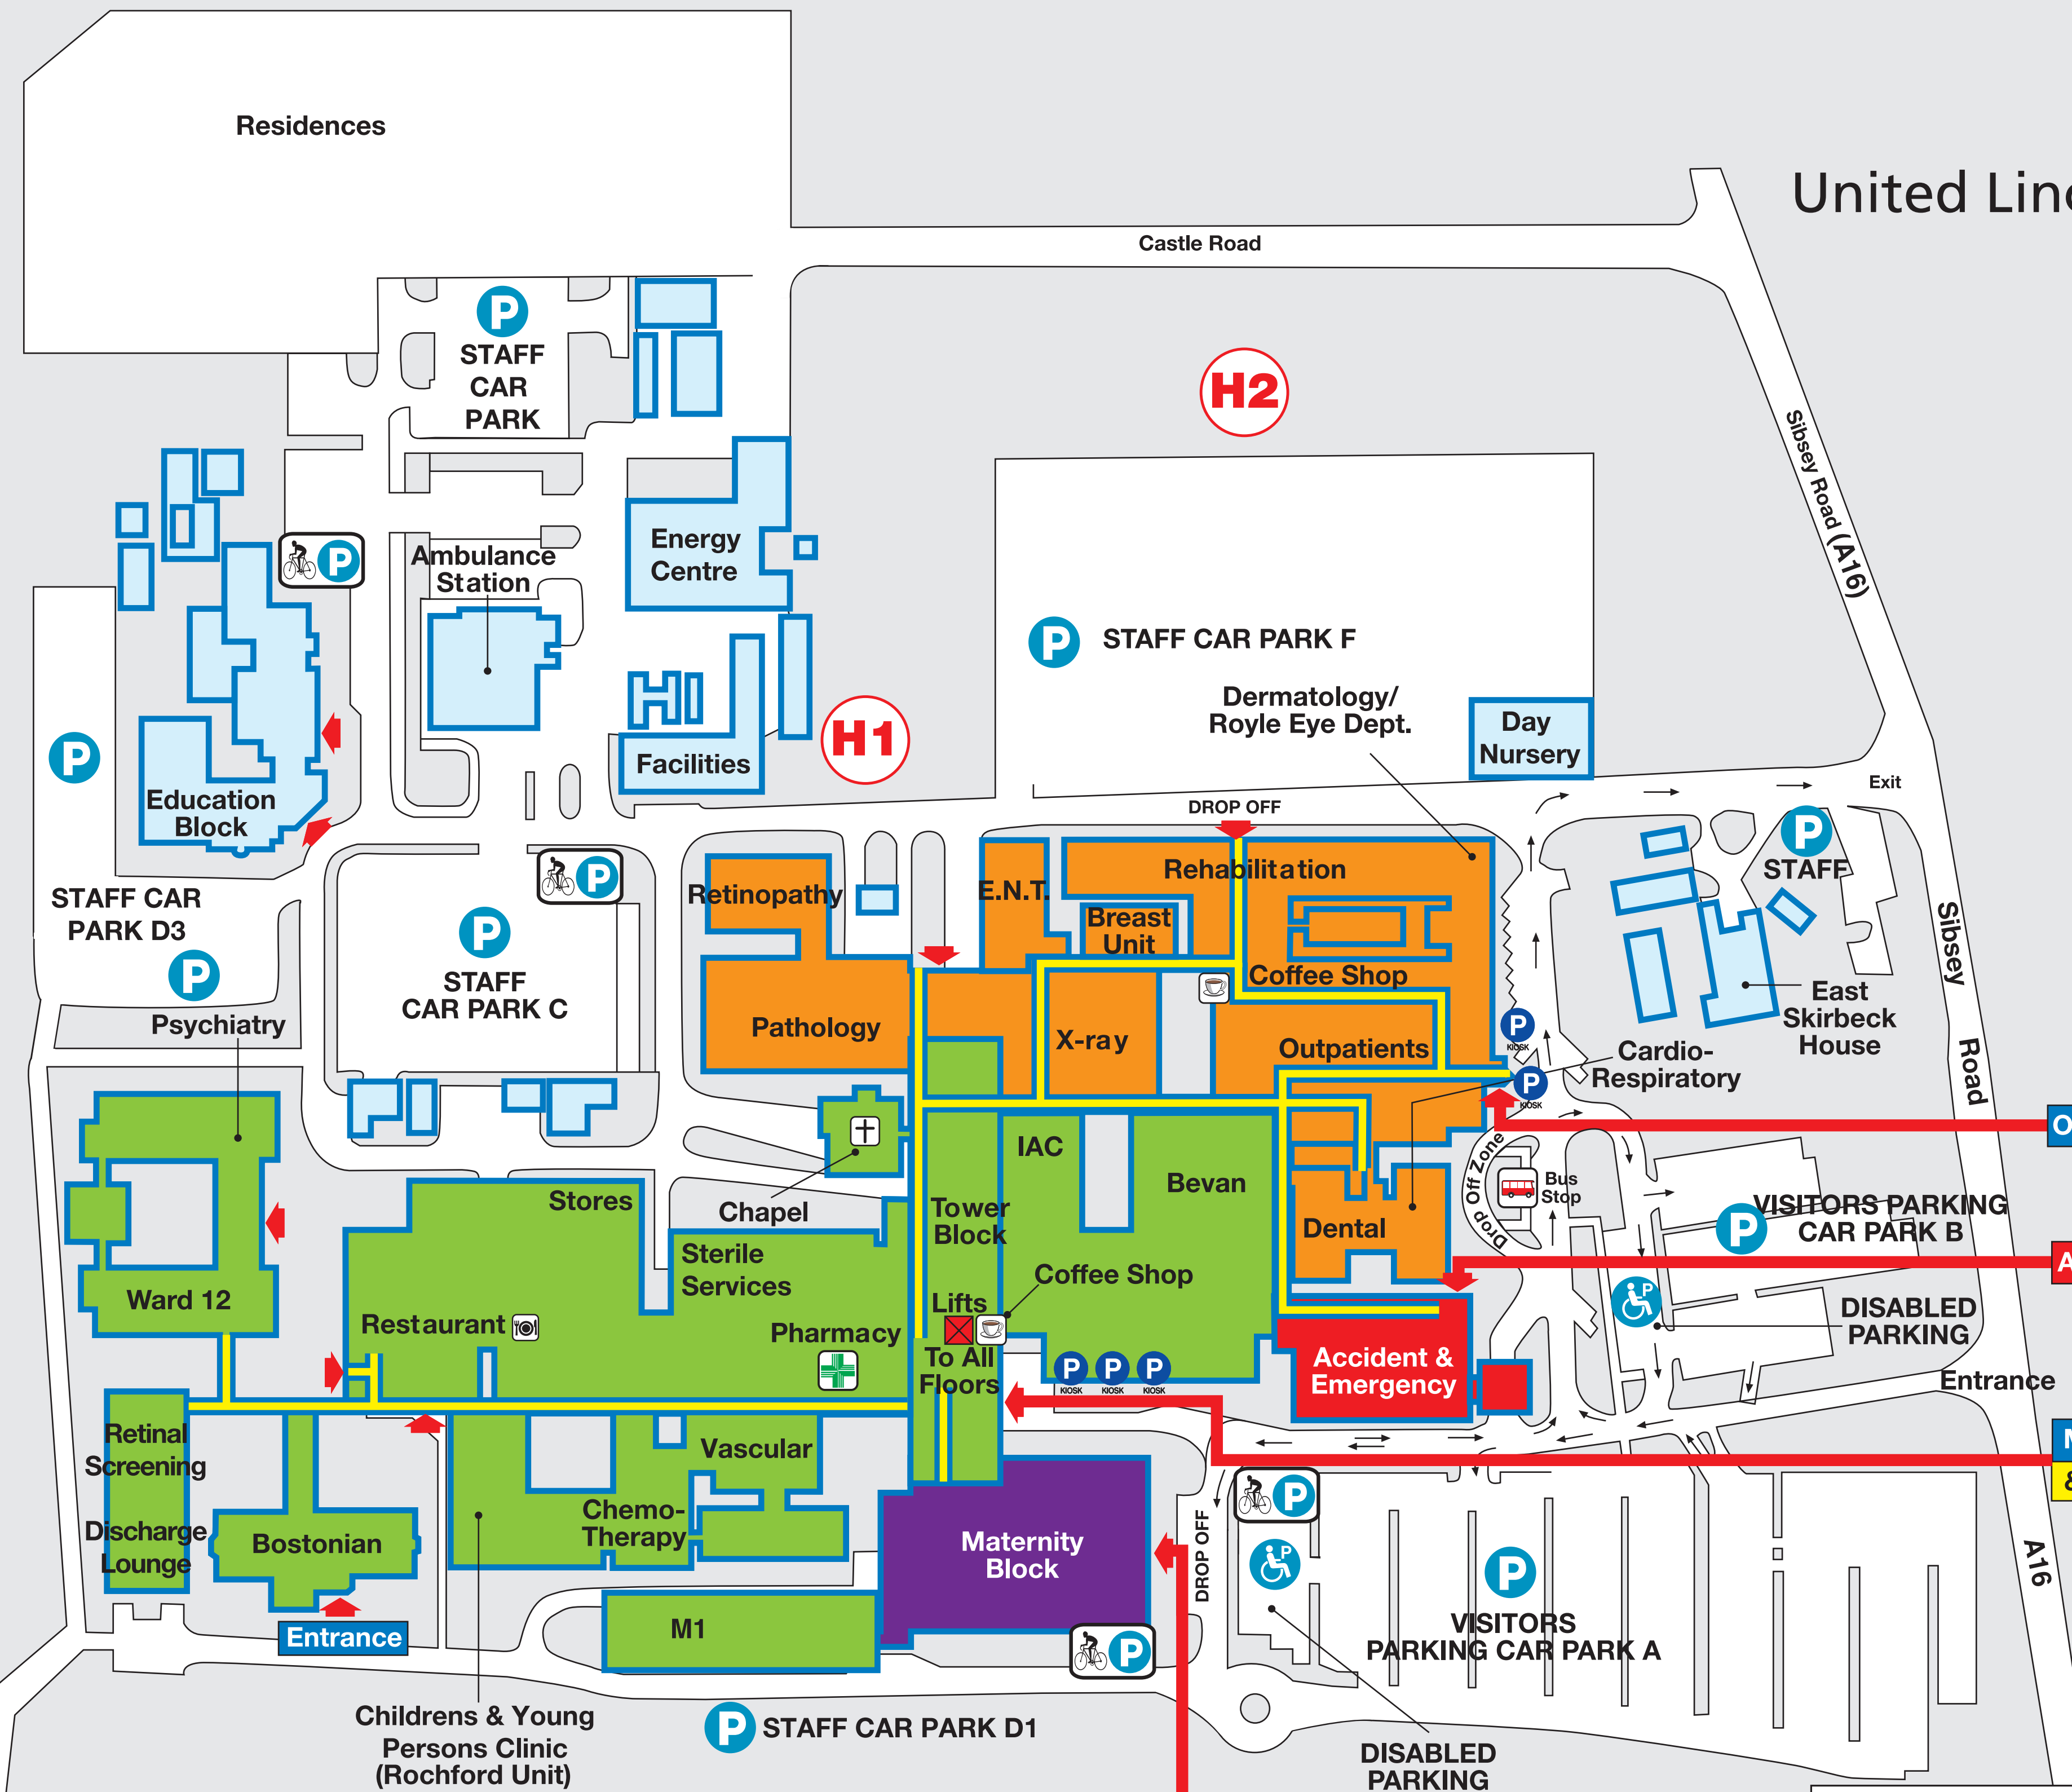 Residences
United Linc
Castle Road
P
STAFF
CAR
PARK
H2
Sibsey Road (A16)
Energy
Centre
P
Ambulance
Station
P
STAFF CAR PARK F
Dermatology/
Royle Eye Dept.
Day
Nursery
H1
P
Facilities
Education
Block
Exit
DROP OFF
P
STAFF
Rehabilitation
P
Retinopathy
E.N.T.
STAFF CAR
PARK D3
Breast
Unit
P
Sibsey
Road
P
STAFF
CAR PARK C
Coffee Shop
East
Skirbeck
House
Psychiatry
Pathology
X-ray
Outpatients
P
KIOSK
P
KIOSK
Cardio-
Respiratory
O
IAC
Bevan
Drop Off Zone
Bus
Stop
Stores
Chapel
Tower
Block
Dental
P
VISITORS PARKING
CAR PARK B
Sterile
Services
Coffee Shop
A
Ward 12
Lifts
P
DISABLED
PARKING
Restaurant
Pharmacy
To All
Floors
P
KIOSK
P
KIOSK
P
KIOSK
Accident &
Emergency
Entrance
Retinal
Screening
Vascular
M
&
P
Discharge
Lounge
Bostonian
Chemo-
Therapy
Maternity
Block
DROP OFF
P
P
A16
Entrance
M1
P
VISITORS
PARKING CAR PARK A
Childrens & Young
Persons Clinic
(Rochford Unit)
P
STAFF CAR PARK D1
DISABLED
PARKING